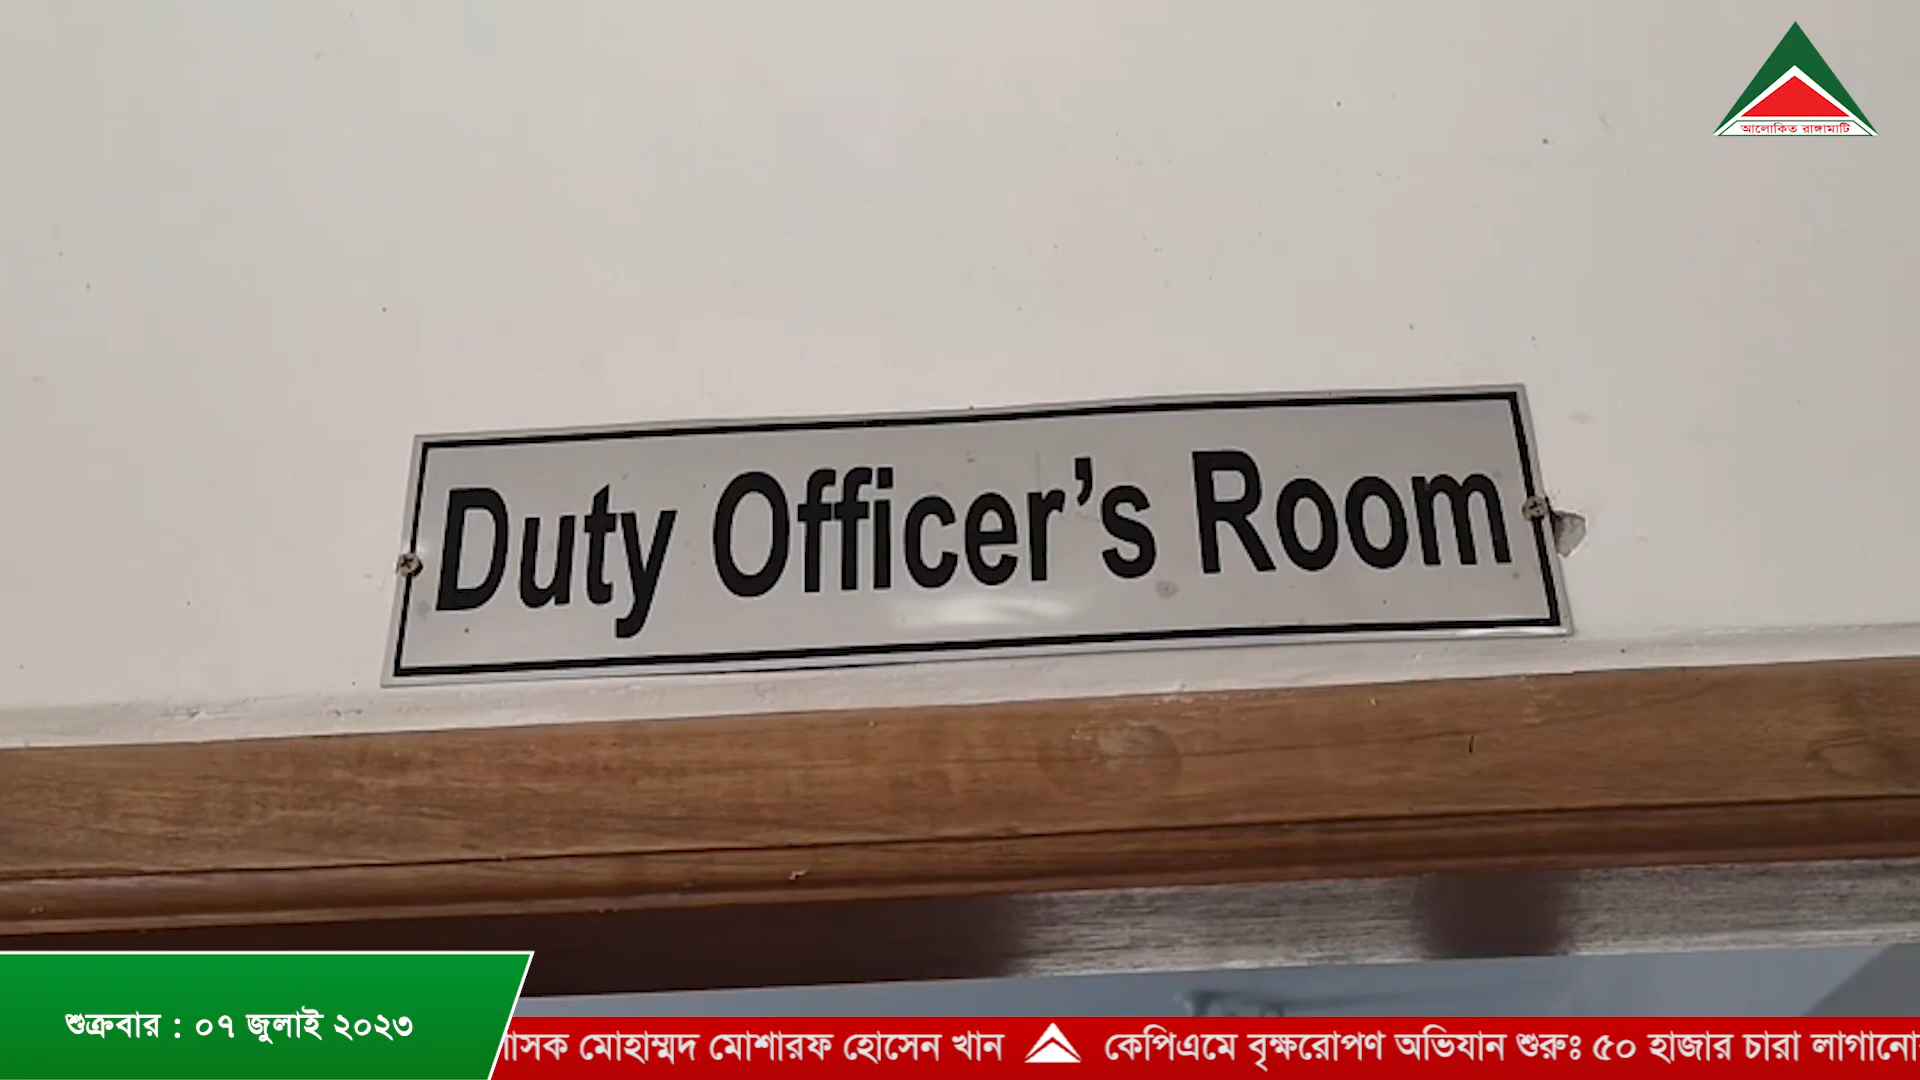 আলোকিত রাঙ্গামাটি
Duty Officer’s Room
শুক্রবার : ০৭ জুলাই ২০২৩
মোহাম্মদ মোশারফ হোসেন খান
কেপিএমে বৃক্ষরোপণ অভিযান শুরুঃ ৫০ হাজার চারা